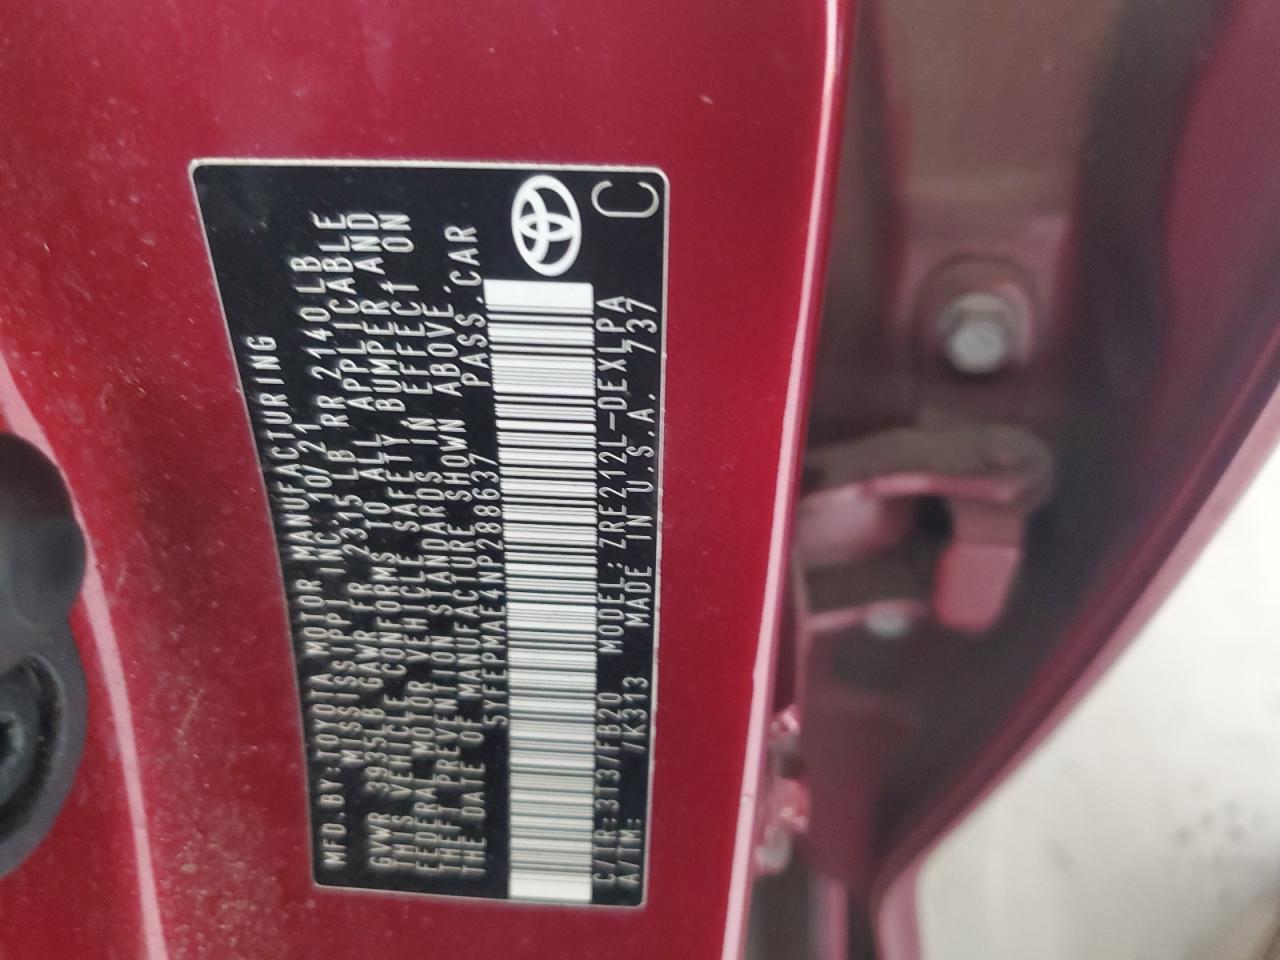 MFD.BY:TOYOTA MOTOR MANUFACTURING
MISSISSIPPI INC.10/21
GVWR 3935LB GAWR FR 2315 LB RR 2140LB
THIS VEHICLE CONFORMS TO ALL APPLICABLE
FEDERAL MOTOR VEHICLE SAFETY BUMPER,AND
THEFT PREVENTION STANDARDS IN EFFECT ON
THE DATE OF MANUFACTURE SHOWN ABOVE.
5YFEPMAE4NP288637 PASS.CAR
C/TR:3T3/FB20 MODEL:ZRE212L-DEXLPA
A/TM: /K313 MADE IN U.S.A. 737
C